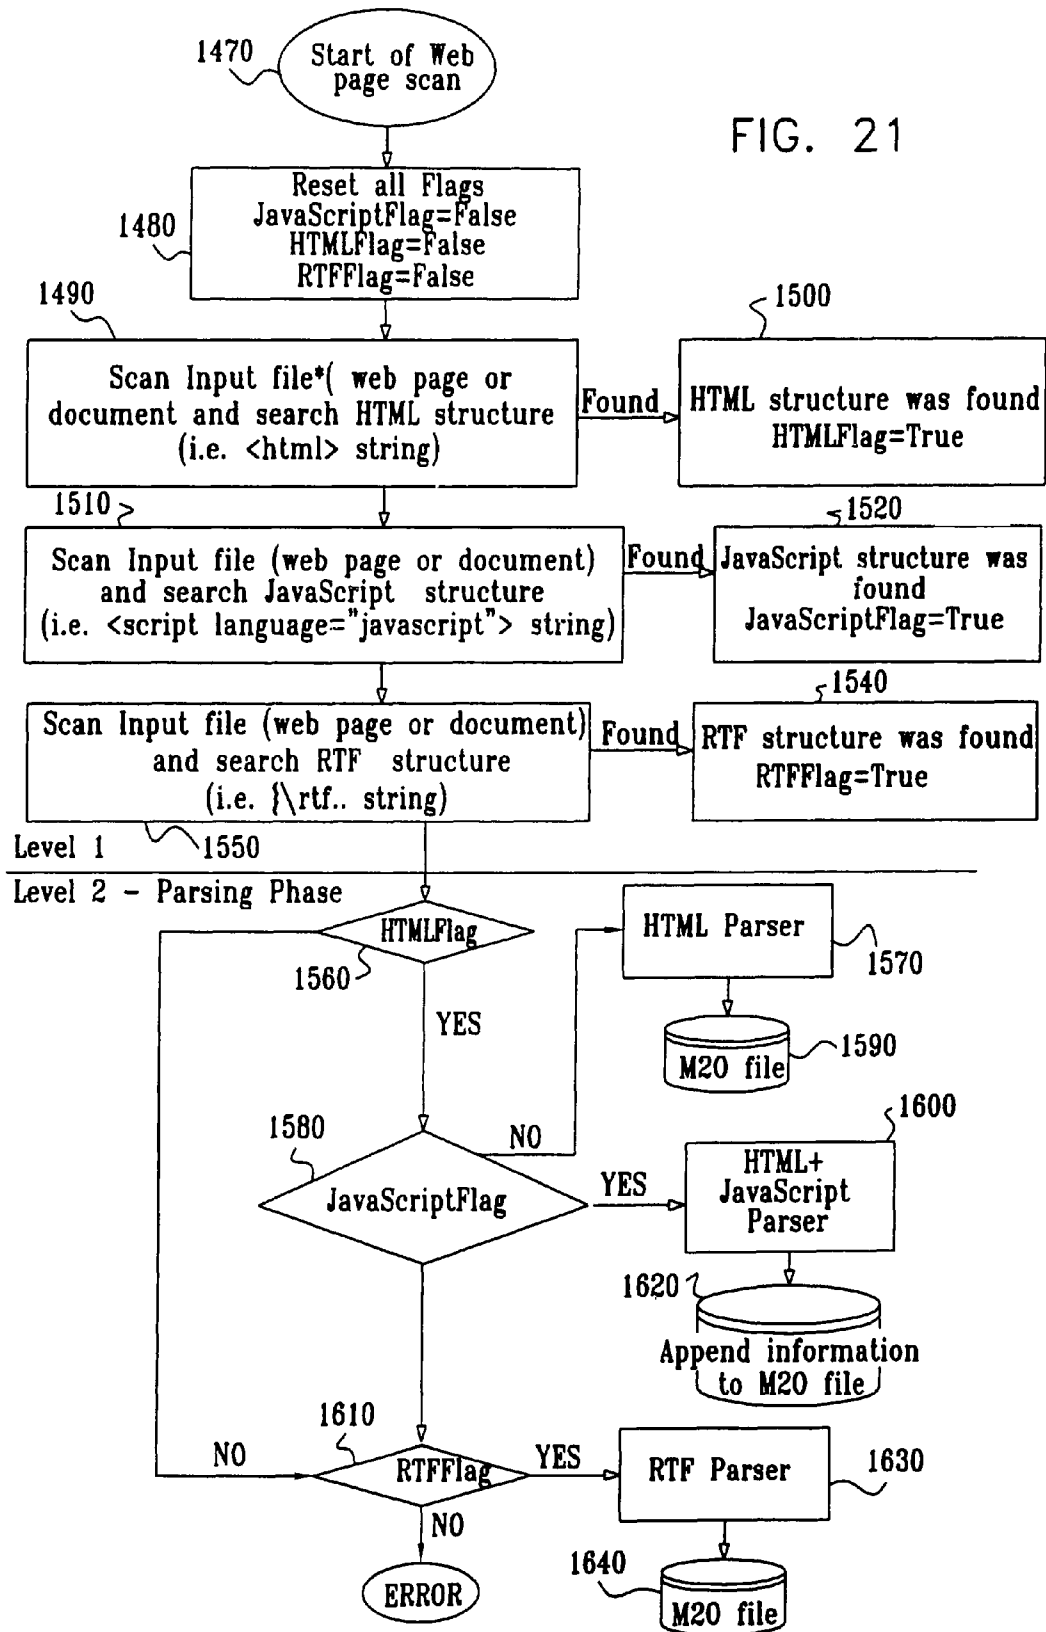 1470
Start of Web
page scan
FIG. 21
1480
Reset all Flags
JavaScriptFlag=False
HTMLFlag=False
RTFFlag=False
1490
Scan Input file*( web page or
document and search HTML structure
(i.e. <html> string)
Found
1500
HTML structure was found
HTMLFlag=True
1510
Scan Input file (web page or document)
and search JavaScript structure
(i.e. <script language="javascript"> string)
Found
1520
JavaScript structure was
found
JavaScriptFlag=True
Scan Input file (web page or document)
and search RTF structure
(i.e. {\rtf.. string)
Found
1540
RTF structure was found
RTFFlag=True
Level 1
1550
Level 2 - Parsing Phase
HTMLFlag
1560
HTML Parser
1570
YES
M20 file
1590
1580
NO
JavaScriptFlag
YES
1600
HTML+
JavaScript
Parser
1620
Append information
to M20 file
1610
NO
RTFFlag
YES
RTF Parser
1630
NO
ERROR
1640
M20 file